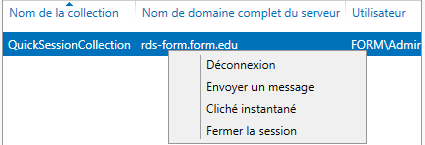 Nom de la collection Nom de domaine complet du serveur Utilisateur
QuickSessionCollection rds-form.form.edu FORM\Admir
Déconnexion
Envoyer un message
Cliché instantané
Fermer la session